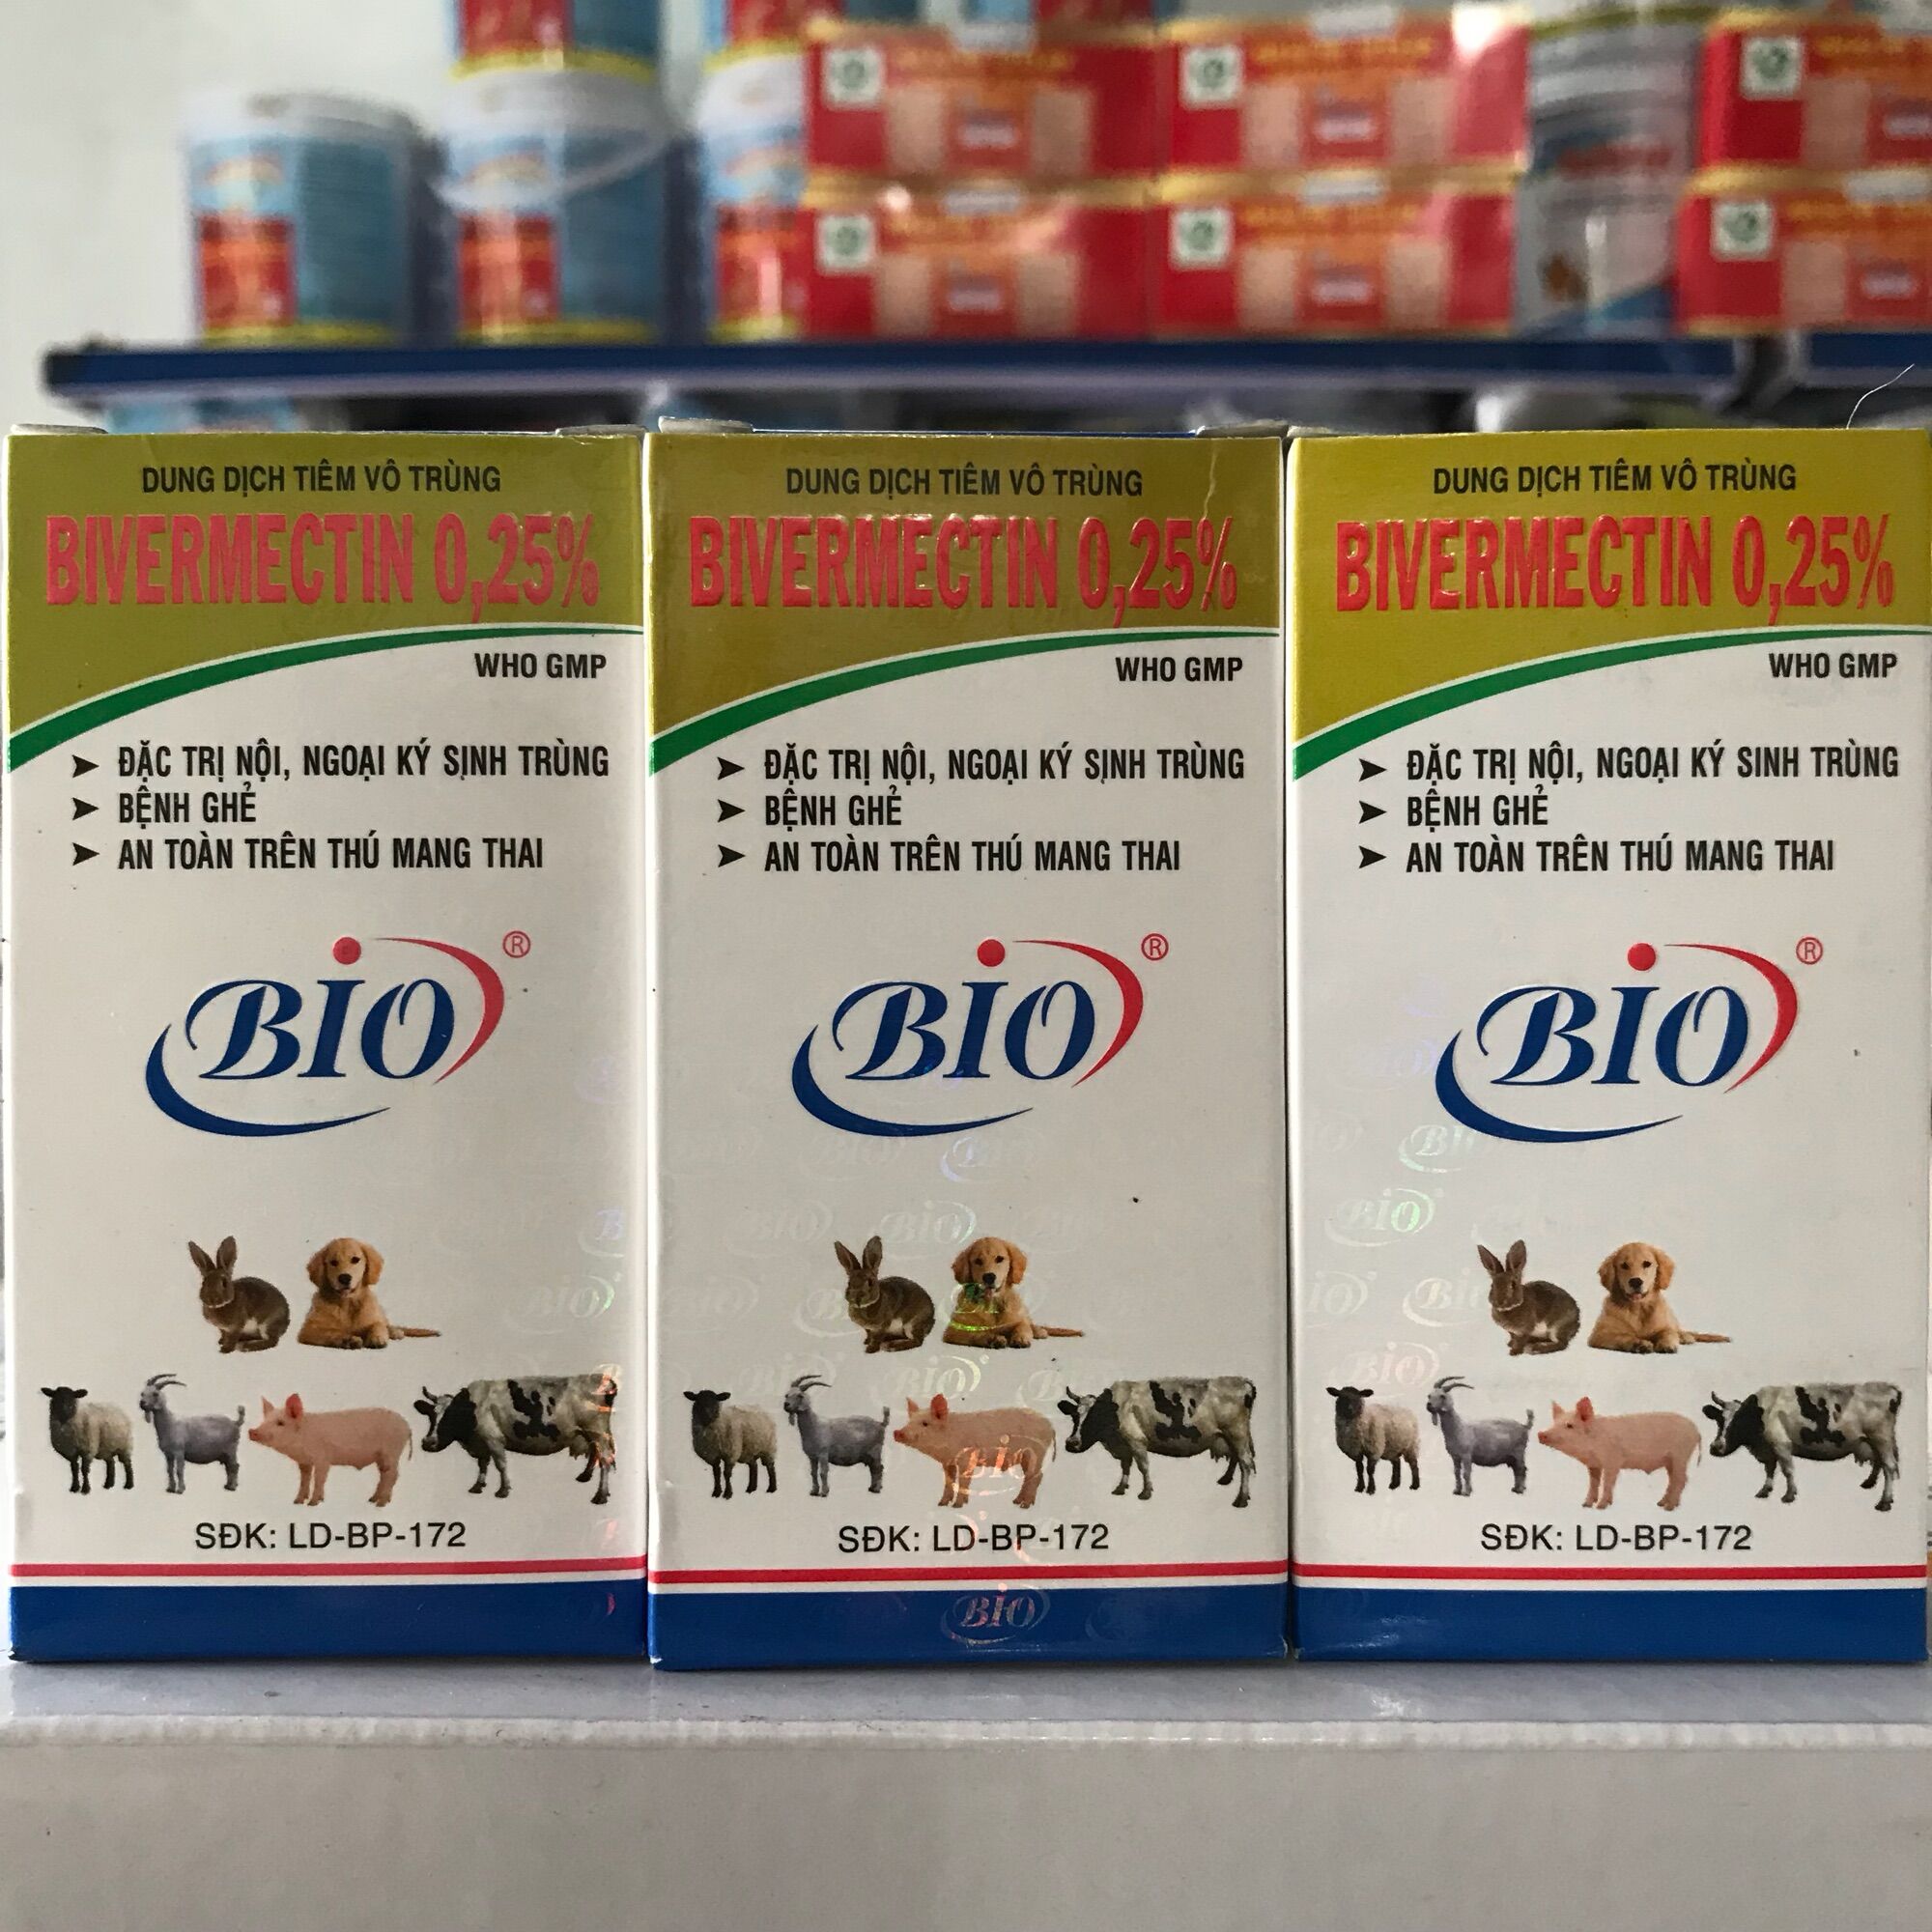 DUNG DỊCH TIÊM VÔ TRÙNG
BIVERMECTIN 0,25%
WHO GMP
➤ ĐẶC TRỊ NỘI, NGOẠI KÝ SINH TRÙNG
➤ BỆNH GHẺ
➤ AN TOÀN TRÊN THÚ MANG THAI
BIO®
SĐK: LD-BP-172
DUNG DỊCH TIÊM VÔ TRÙNG
BIVERMECTIN 0,25%
WHO GMP
➤ ĐẶC TRỊ NỘI, NGOẠI KÝ SINH TRÙNG
➤ BỆNH GHẺ
➤ AN TOÀN TRÊN THÚ MANG THAI
BIO®
SĐK: LD-BP-172
BIO
DUNG DỊCH TIÊM VÔ TRÙNG
BIVERMECTIN 0,25%
WHO GMP
➤ ĐẶC TRỊ NỘI, NGOẠI KÝ SINH TRÙNG
➤ BỆNH GHẺ
➤ AN TOÀN TRÊN THÚ MANG THAI
BIO®
SĐK: LD-BP-172